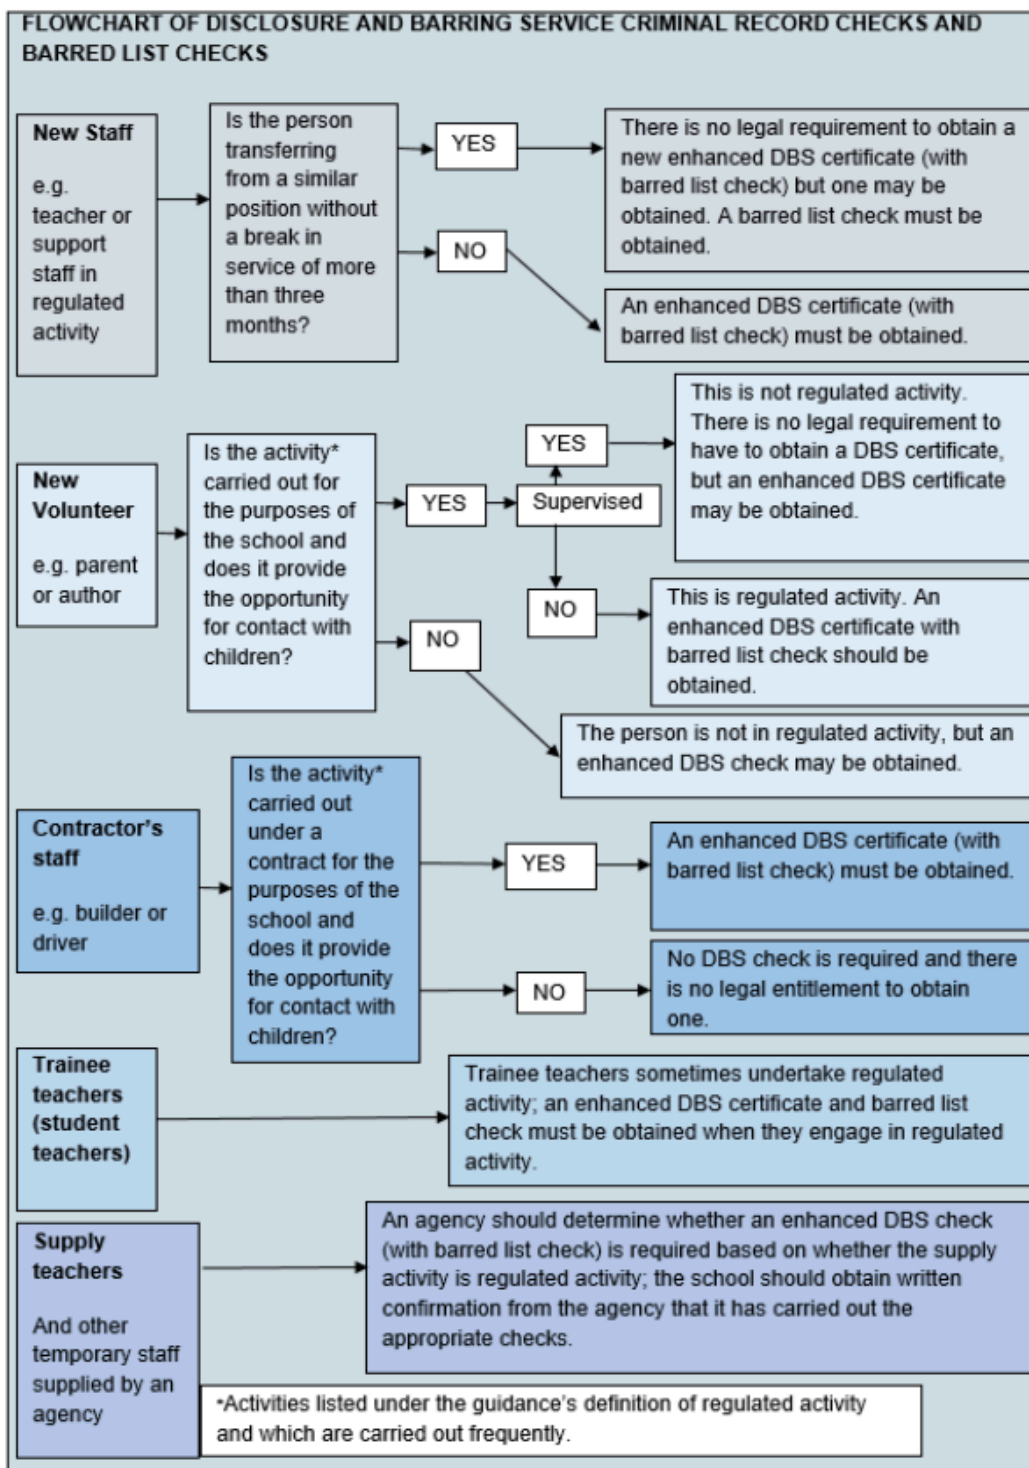 FLOWCHART OF DISCLOSURE AND BARRING SERVICE CRIMINAL RECORD CHECKS AND
BARRED LIST CHECKS
New Staff
e.g.
teacher or
support
staff in
regulated
activity
Is the person
transferring
from a similar
position without
a break in
service of more
than three
months?
YES
There is no legal requirement to obtain a
new enhanced DBS certificate (with
barred list check) but one may be
obtained. A barred list check must be
obtained.
NO
An enhanced DBS certificate (with
barred list check) must be obtained.
New
Volunteer
e.g. parent
or author
Is the activity*
carried out for
the purposes of
the school and
does it provide
the opportunity
for contact with
children?
YES
Supervised
YES
This is not regulated activity.
There is no legal requirement to
have to obtain a DBS certificate,
but an enhanced DBS certificate
may be obtained.
NO
This is regulated activity. An
enhanced DBS certificate with
barred list check should be
obtained.
NO
The person is not in regulated activity, but an
enhanced DBS check may be obtained.
Contractor's
staff
e.g. builder or
driver
Is the activity*
carried out
under a
contract for the
purposes of the
school and
does it provide
the opportunity
for contact with
children?
YES
An enhanced DBS certificate (with
barred list check) must be obtained.
NO
No DBS check is required and there
is no legal entitlement to obtain
one.
Trainee
teachers
(student
teachers)
Trainee teachers sometimes undertake regulated
activity; an enhanced DBS certificate and barred list
check must be obtained when they engage in regulated
activity.
Supply
teachers
And other
temporary staff
supplied by an
agency
An agency should determine whether an enhanced DBS check
(with barred list check) is required based on whether the supply
activity is regulated activity; the school should obtain written
confirmation from the agency that it has carried out the
appropriate checks.
*Activities listed under the guidance's definition of regulated activity
and which are carried out frequently.